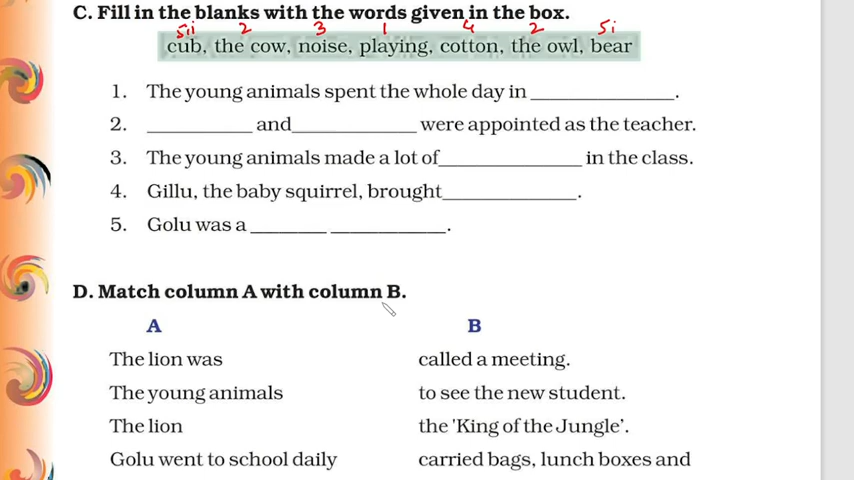 C. Fill in the blanks with the words given in the box.
5ii 2 3 1 4 2 5i
cub, the cow, noise, playing, cotton, the owl, bear
1. The young animals spent the whole day in _______________.
2. ___________ and_____________ were appointed as the teacher.
3. The young animals made a lot of_______________ in the class.
4. Gillu, the baby squirrel, brought______________.
5. Golu was a ________ ____________.
D. Match column A with column B.
A B
The lion was called a meeting.
The young animals to see the new student.
The lion the 'King of the Jungle’.
Golu went to school daily carried bags, lunch boxes and